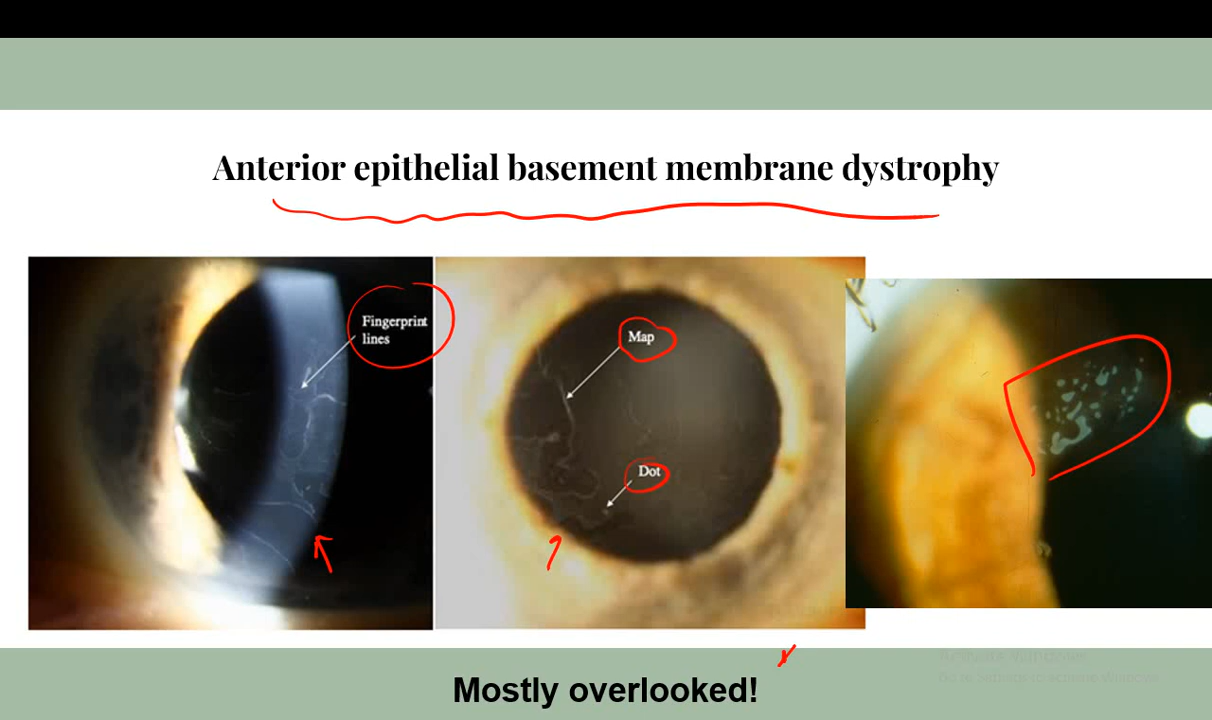 Anterior epithelial basement membrane dystrophy
Fingerprint
lines
Map
Dot
Mostly overlooked!